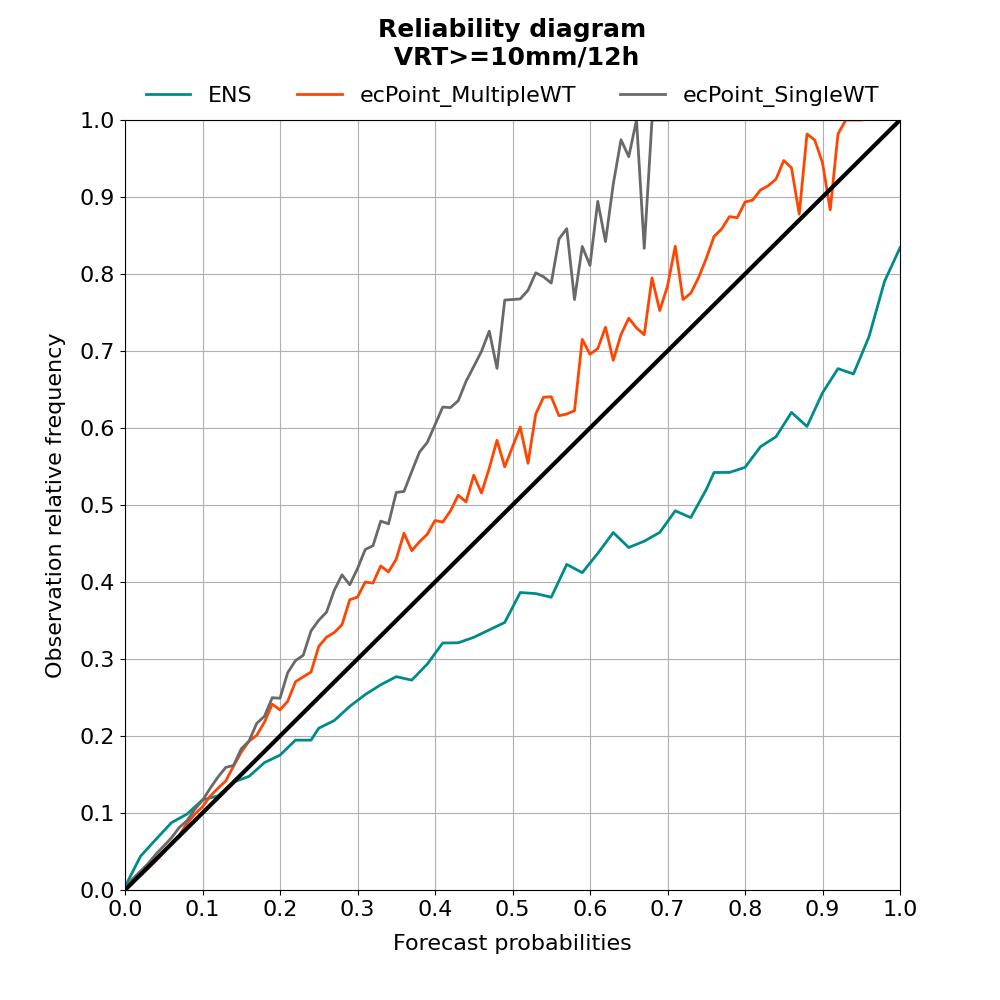 Reliability diagram
VRT>=10mm/12h
ENS ecPoint_MultipleWT ecPoint_SingleWT
1.0
0.9
0.8
0.7
0.6
0.5
0.4
0.3
0.2
0.1
0.0
Observation relative frequency
0.0 0.1 0.2 0.3 0.4 0.5 0.6 0.7 0.8 0.9 1.0
Forecast probabilities